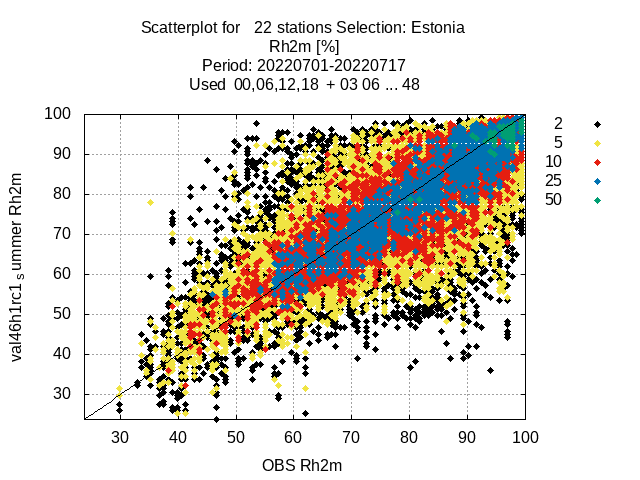 Scatterplot for 22 stations Selection: Estonia
Rh2m [%]
Period: 20220701-20220717
Used 00,06,12,18 + 03 06 ... 48
100
90
80
70
60
50
40
30
val46h1rc1 summer Rh2m
2
5
10
25
50
30 40 50 60 70 80 90 100
OBS Rh2m